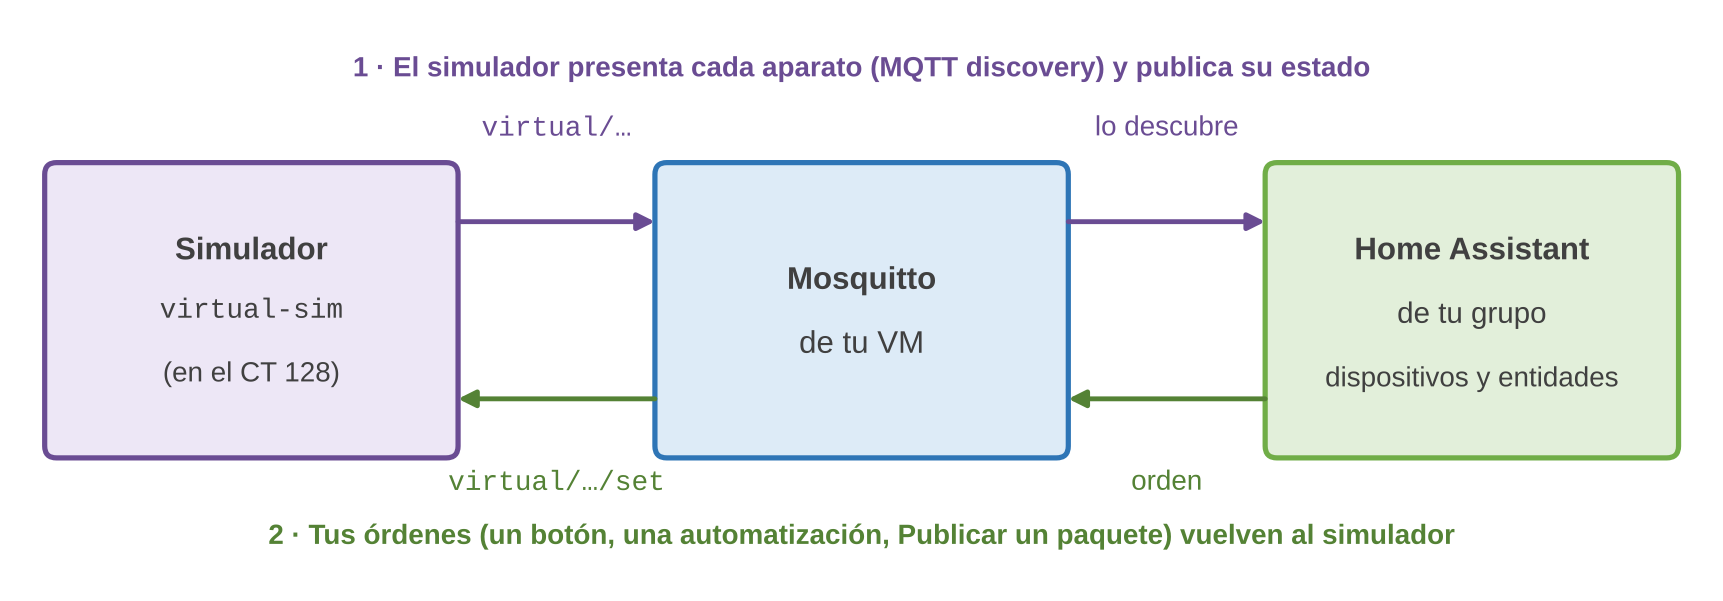 1 · El simulador presenta cada aparato (MQTT discovery) y publica su estado
virtual/…
lo descubre
Simulador
virtual-sim
(en el CT 128)
Mosquitto
de tu VM
Home Assistant
de tu grupo
dispositivos y entidades
virtual/…/set
orden
2 · Tus órdenes (un botón, una automatización, Publicar un paquete) vuelven al simulador